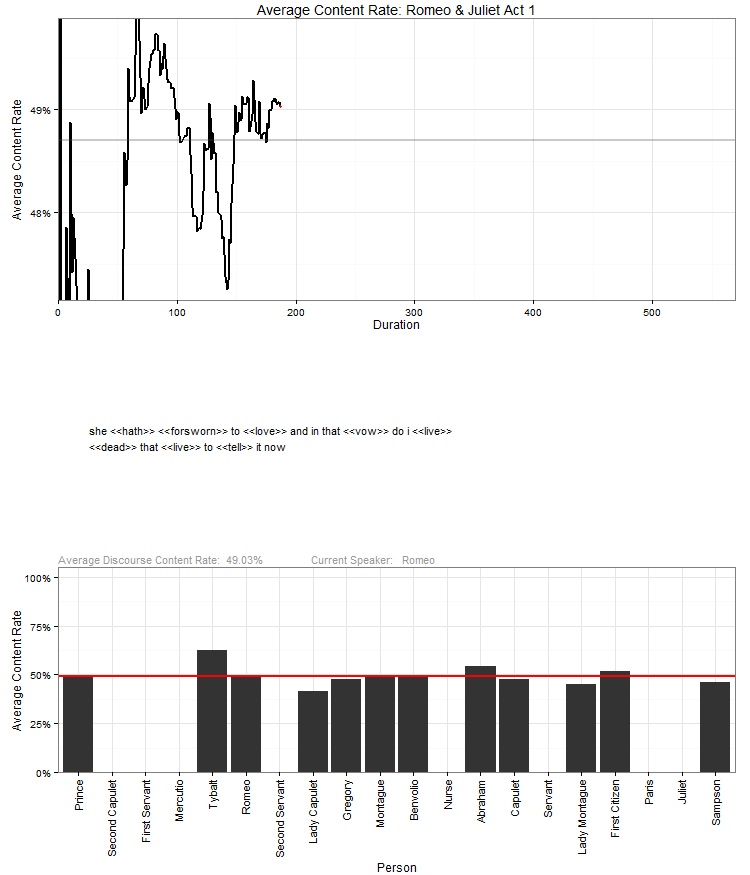 Average Content Rate: Romeo & Juliet Act 1
Average Content Rate
49%
48%
0 100 200 300 400 500
Duration
she <<hath>> <<forsworn>> to <<love>> and in that <<vow>> do i <<live>>
<<dead>> that <<live>> to <<tell>> it now
Average Discourse Content Rate: 49.03% Current Speaker: Romeo
Average Content Rate
100%
75%
50%
25%
0%
Prince
Second Capulet
First Servant
Mercutio
Tybalt
Romeo
Second Servant
Lady Capulet
Gregory
Montague
Benvolio
Nurse
Abraham
Capulet
Servant
Lady Montague
First Citizen
Paris
Juliet
Sampson
Person